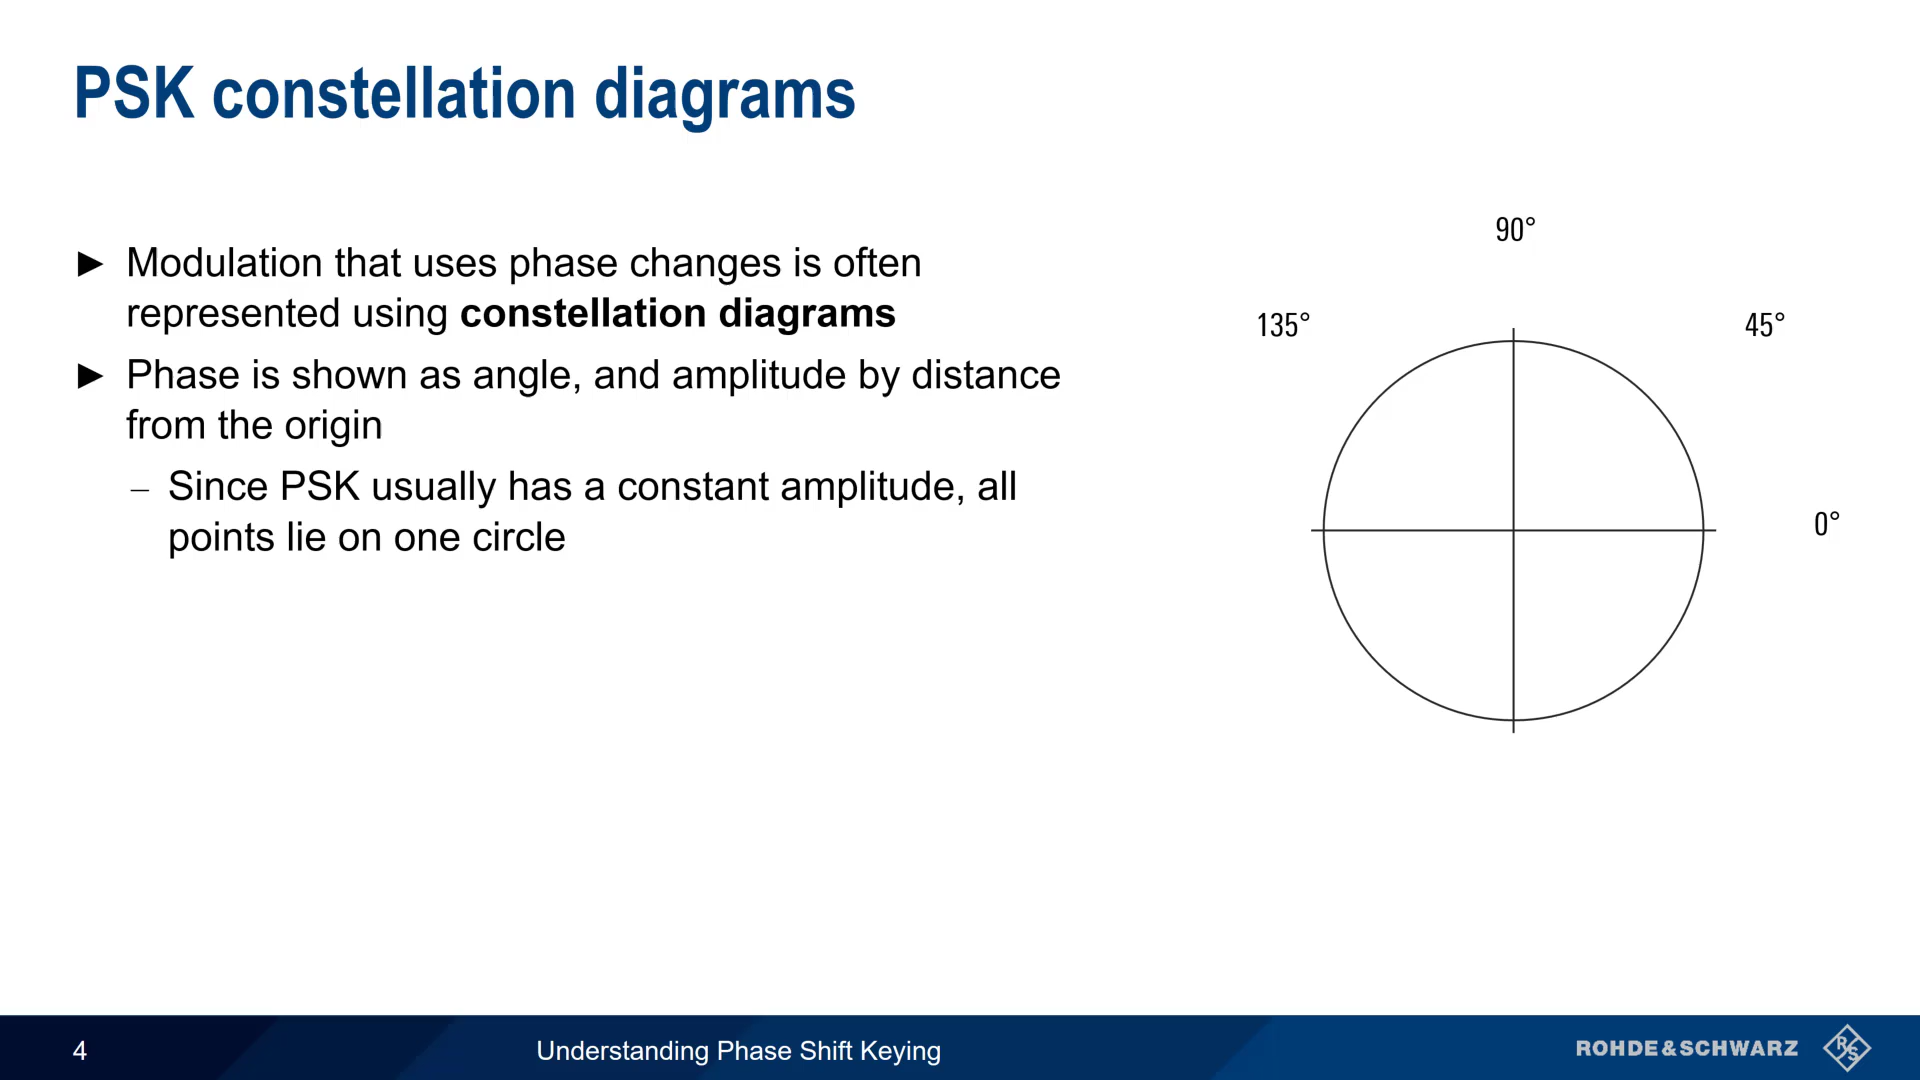 PSK constellation diagrams
► Modulation that uses phase changes is often
represented using constellation diagrams
► Phase is shown as angle, and amplitude by distance
from the origin
– Since PSK usually has a constant amplitude, all
points lie on one circle
90°
135°
45°
0°
4
Understanding Phase Shift Keying
ROHDE&SCHWARZ
R&S